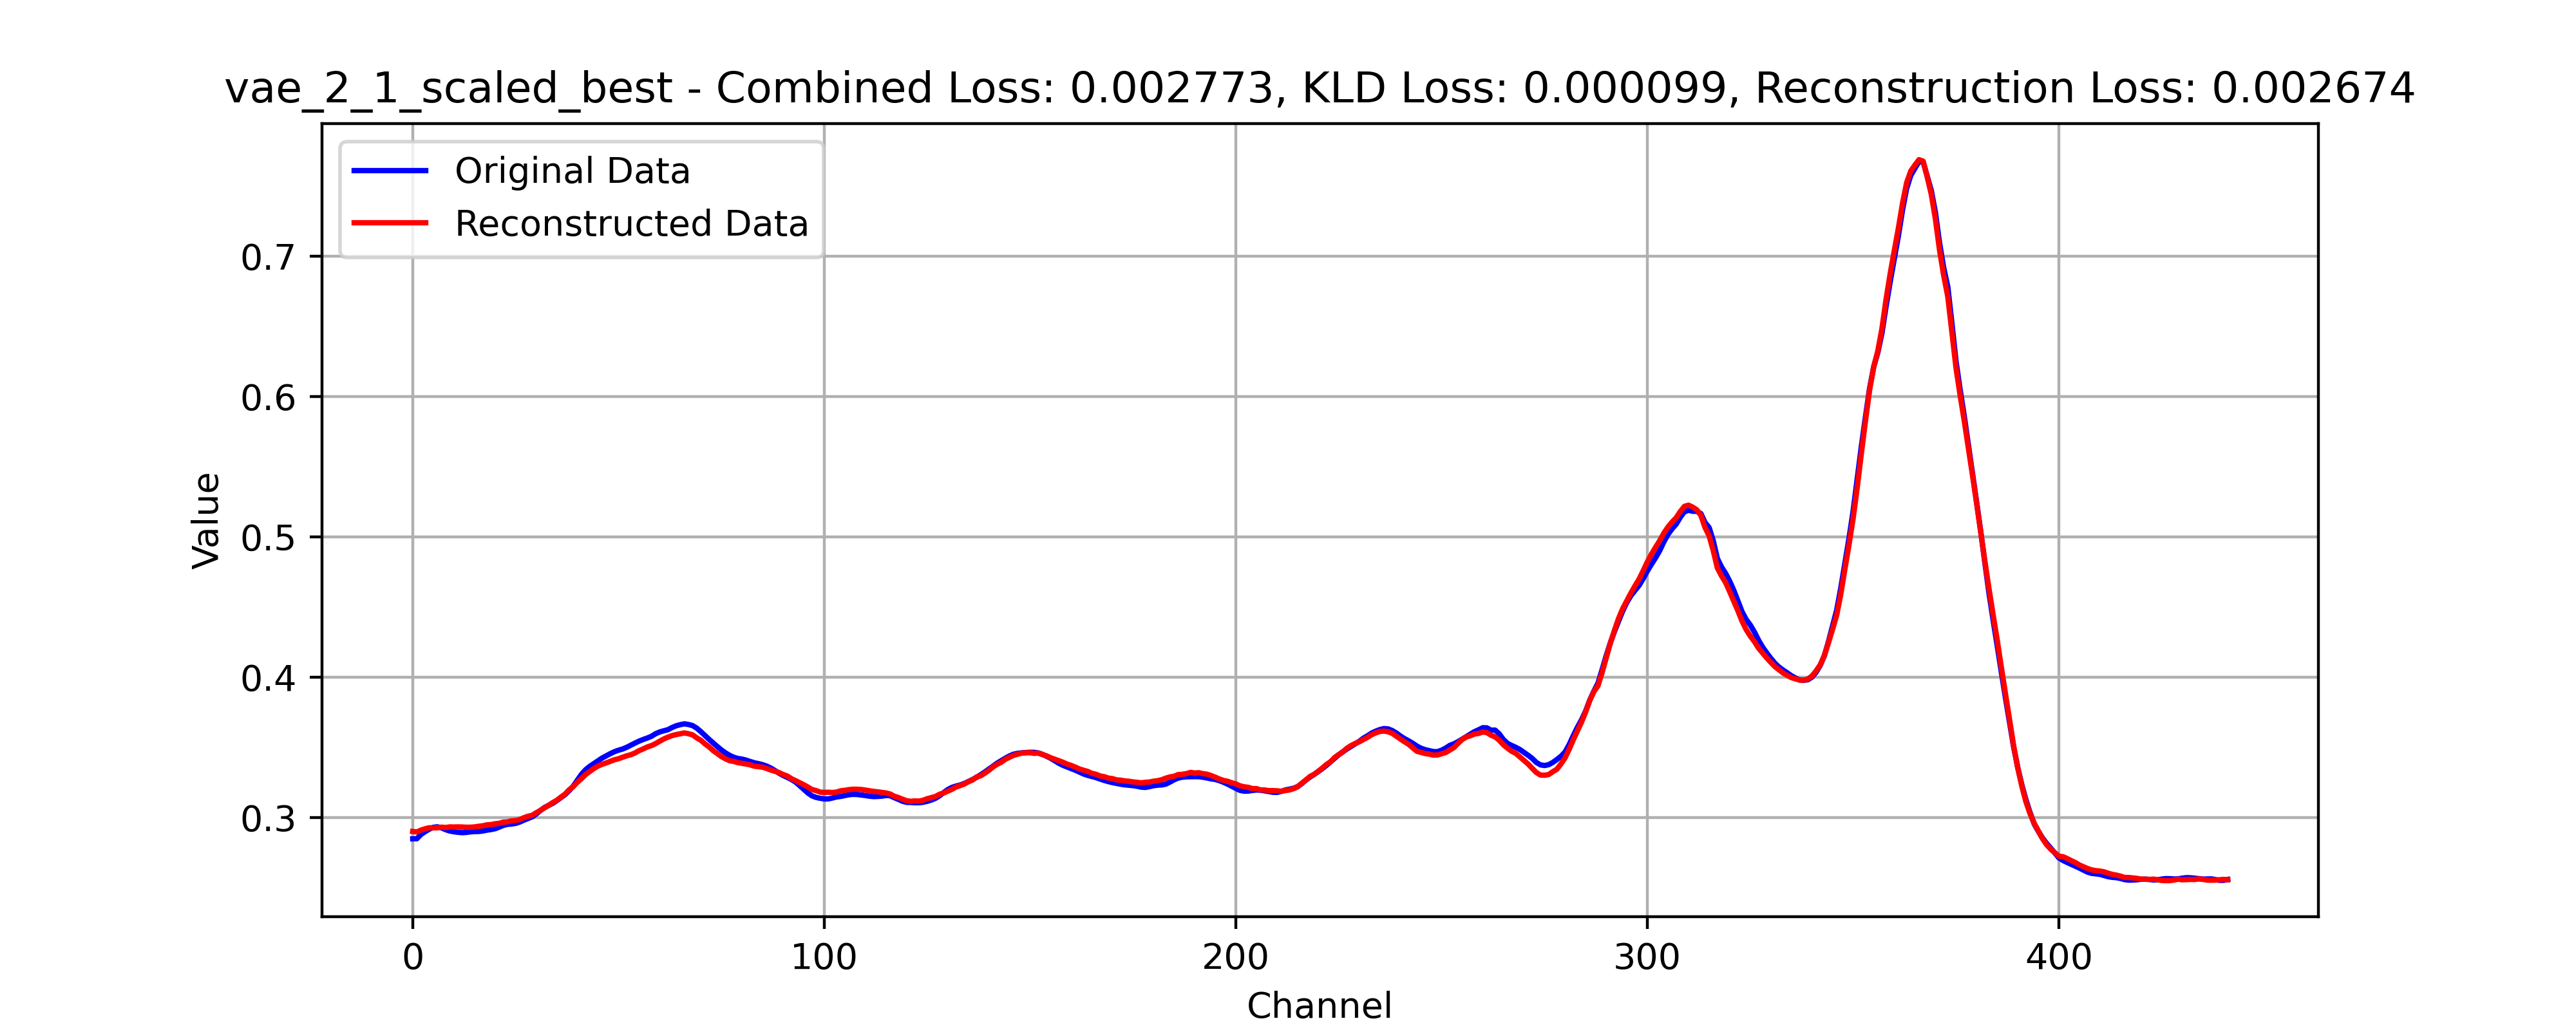 vae_2_1_scaled_best - Combined Loss: 0.002773, KLD Loss: 0.000099, Reconstruction Loss: 0.002674
Original Data
Reconstructed Data
0.7
0.6
0.5
0.4
0.3
Value
0 100 200 300 400
Channel